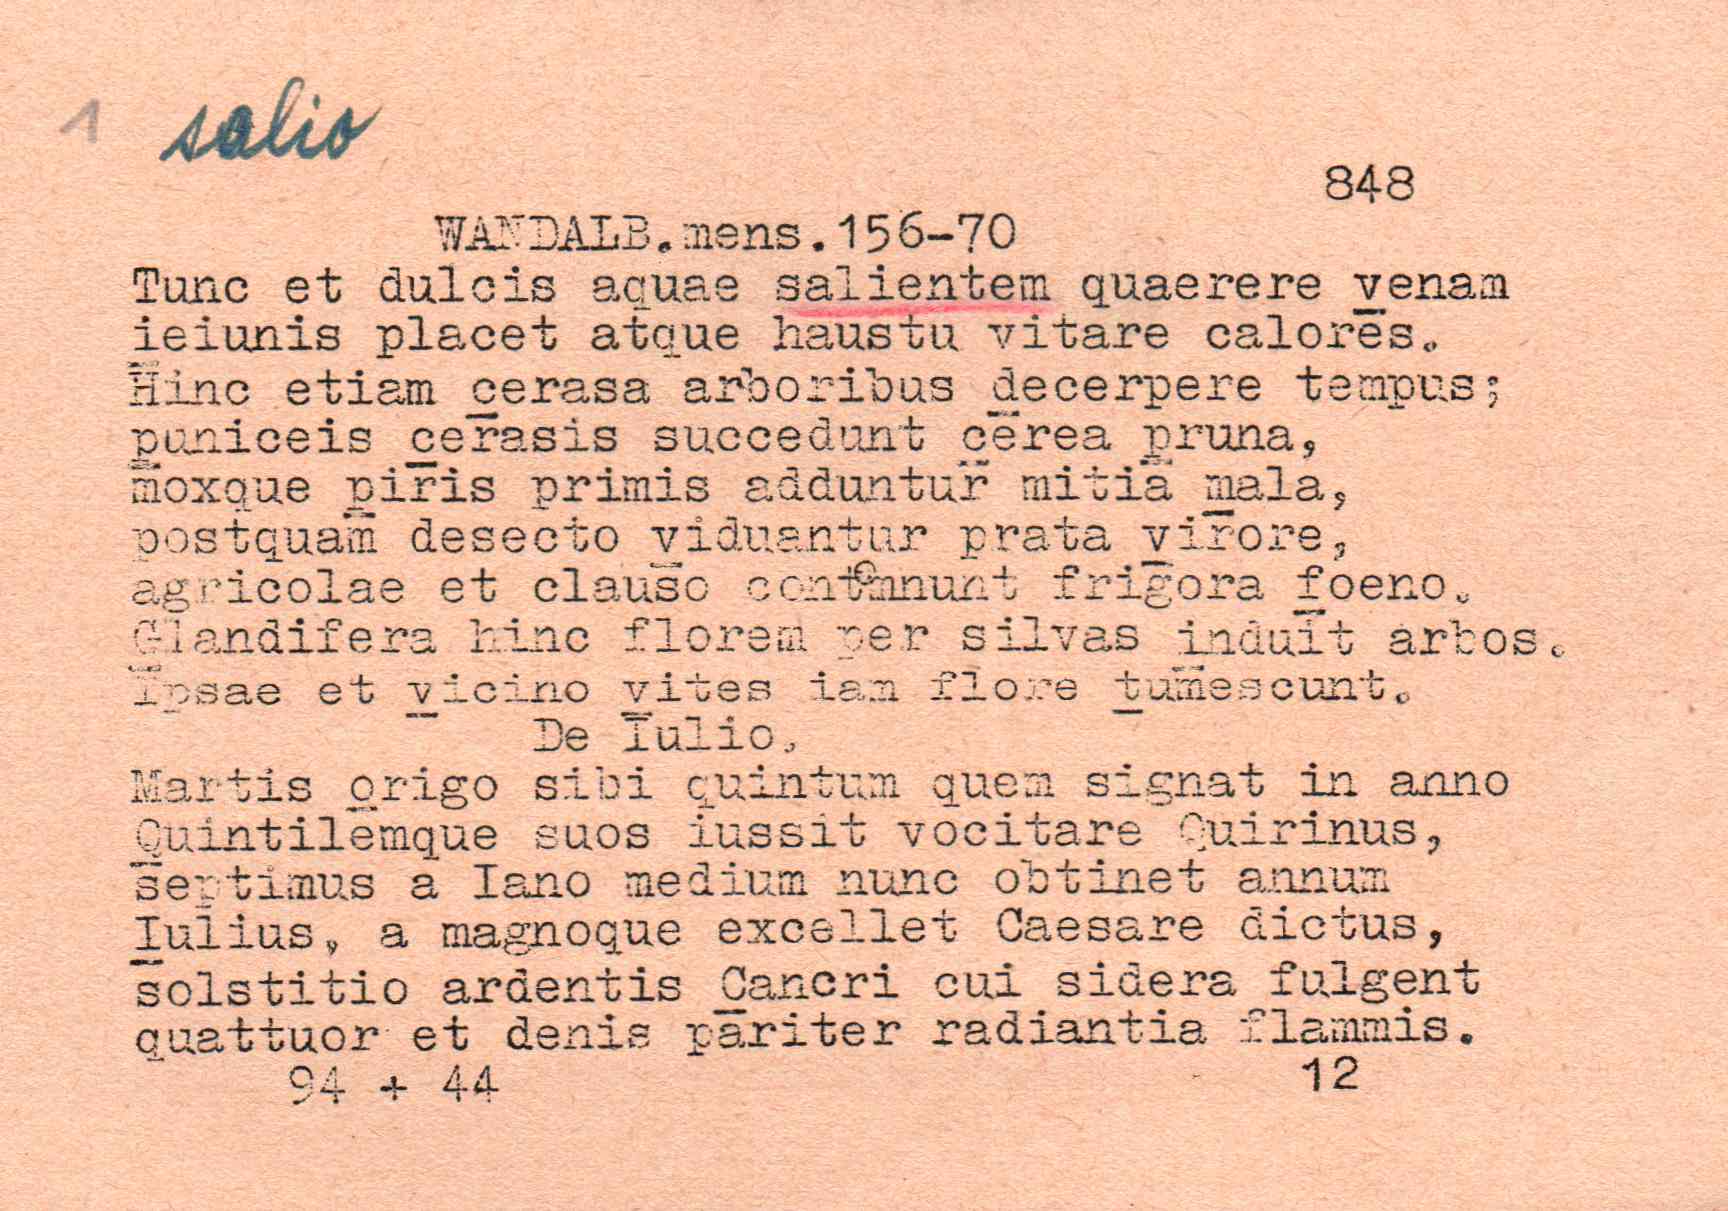 1 salio
848
WANDALB.mens.156-70
Tunc et dulcis aquae salientem quaerere venam
ieiunis placet atque haustu vitare calores.
Hinc etiam cerasa arboribus decerpere tempus;
puniceis cerasis succedunt cerea pruna,
moxque piris primis adduntur mitia mala,
postquam desecto viduantur prata virore,
agricolae et clauso contemnunt frigora foeno.
Glandifera hinc florem per silvas induit arbos.
Ipsae et vicino vites iam flore tumescunt.
De Iulio.
Martis origo sibi quintum quem signat in anno
Quintilemque suos iussit vocitare Quirinus,
septimus a Iano medium nunc obtinet annum
Iulius, a magnoque excellet Caesare dictus,
solstitio ardentis Cancri cui sidera fulgent
quattuor et denis pariter radiantia flammis.
94 + 44 12